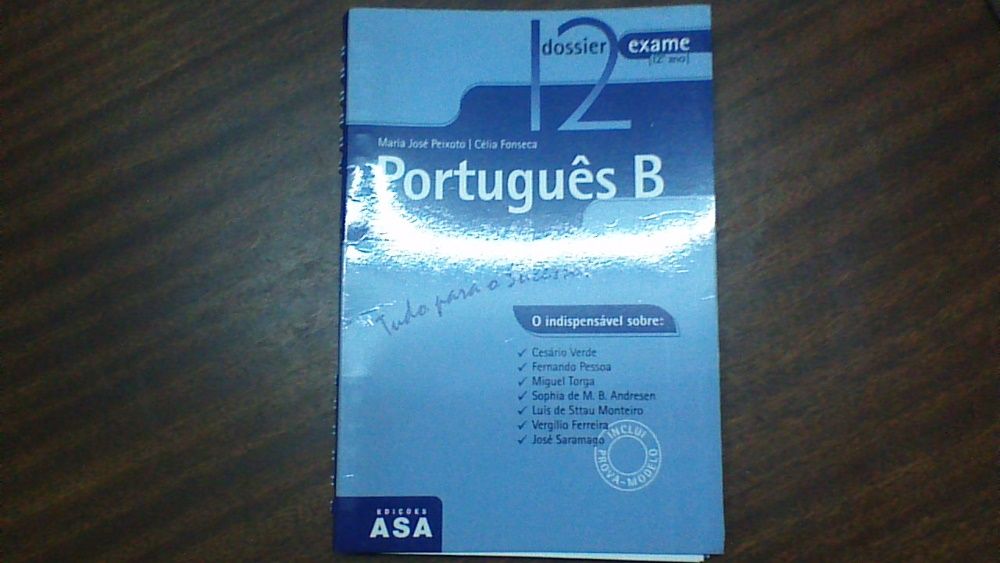 12
dossier exame
[12º ano]
Maria José Peixoto | Célia Fonseca
Português B
Tudo para o Sucesso!
O indispensável sobre:
✓ Cesário Verde
✓ Fernando Pessoa
✓ Miguel Torga
✓ Sophia de M. B. Andresen
✓ Luís de Sttau Monteiro
✓ Vergílio Ferreira
✓ José Saramago
INCLUI PROVA-MODELO
EDIÇÕES
ASA